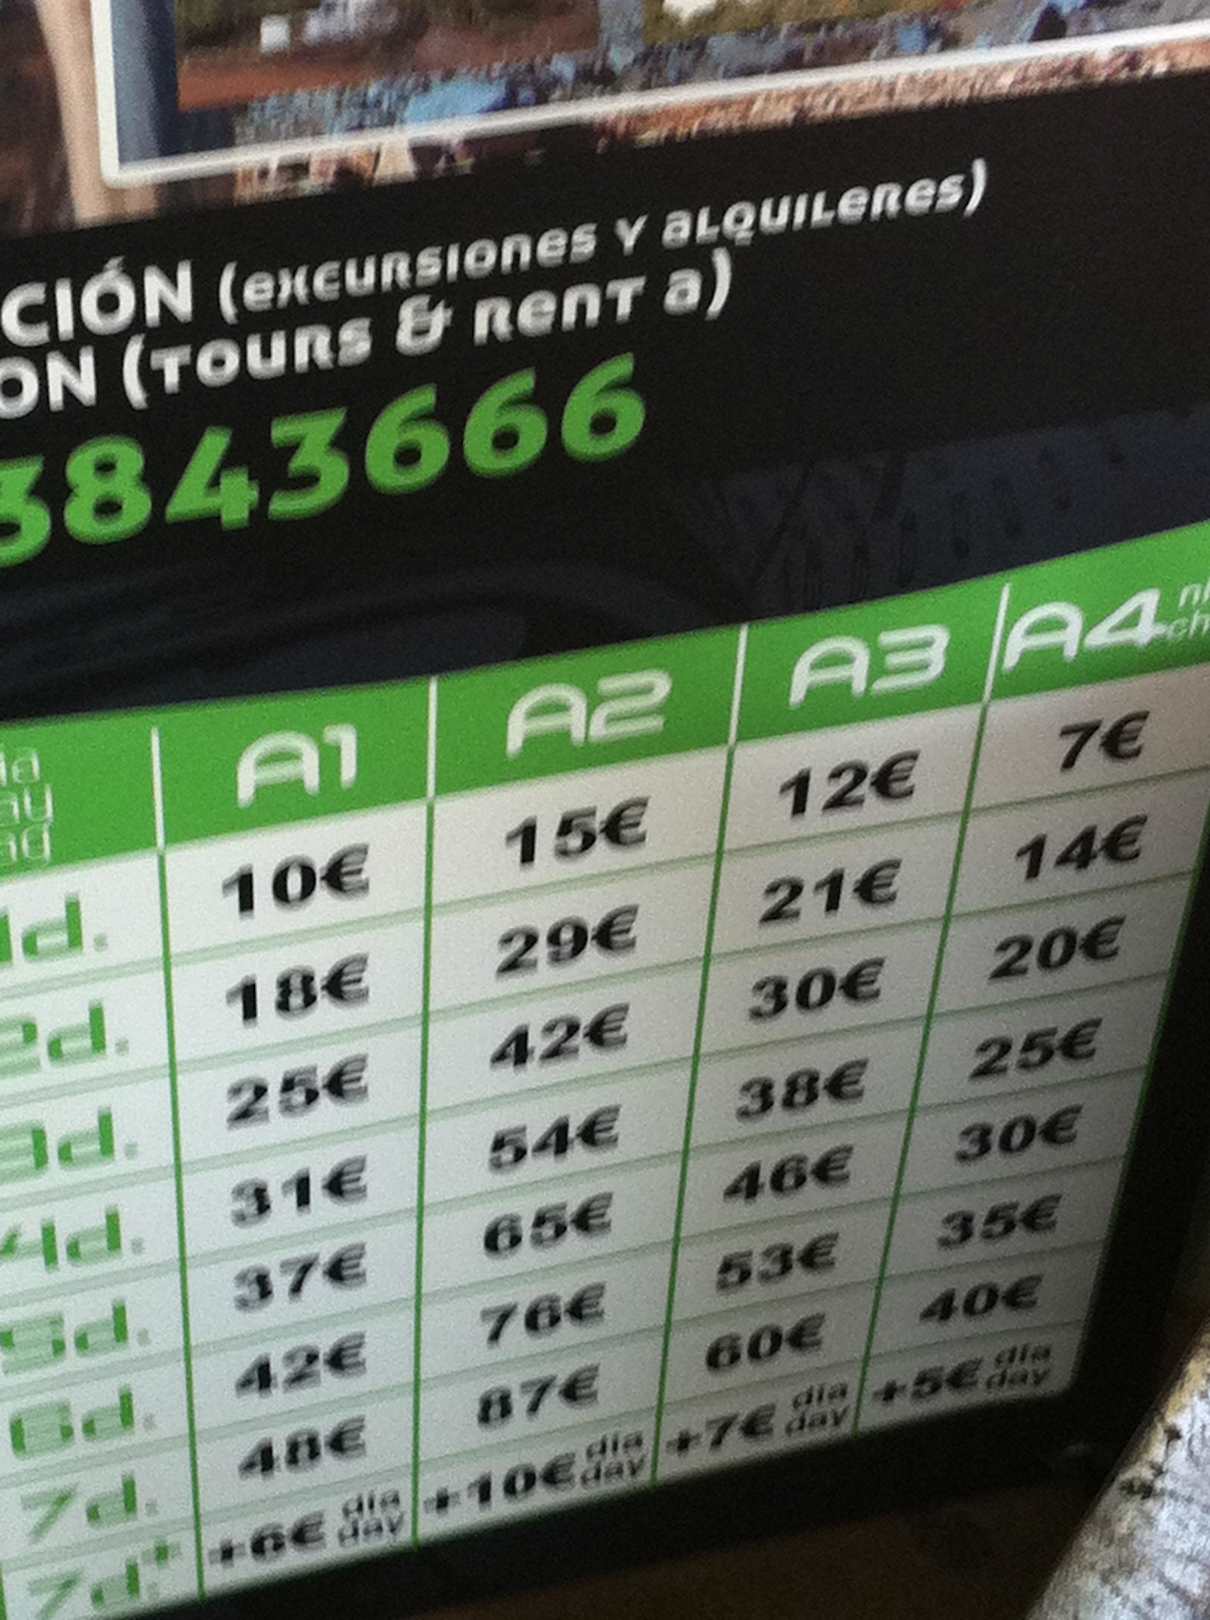 CIÓN (excursiones y alquileres)
ON (Tours & Rent a)
3843666
A1 A2 A3 A4
1d. 10€ 15€ 12€ 7€
2d. 18€ 29€ 21€ 14€
3d. 25€ 42€ 30€ 20€
4d. 31€ 54€ 38€ 25€
5d. 37€ 65€ 46€ 30€
6d. 42€ 76€ 53€ 35€
7d. 48€ 87€ 60€ 40€
7d.+ +6€ dia day +10€ dia day +7€ dia day +5€ dia day